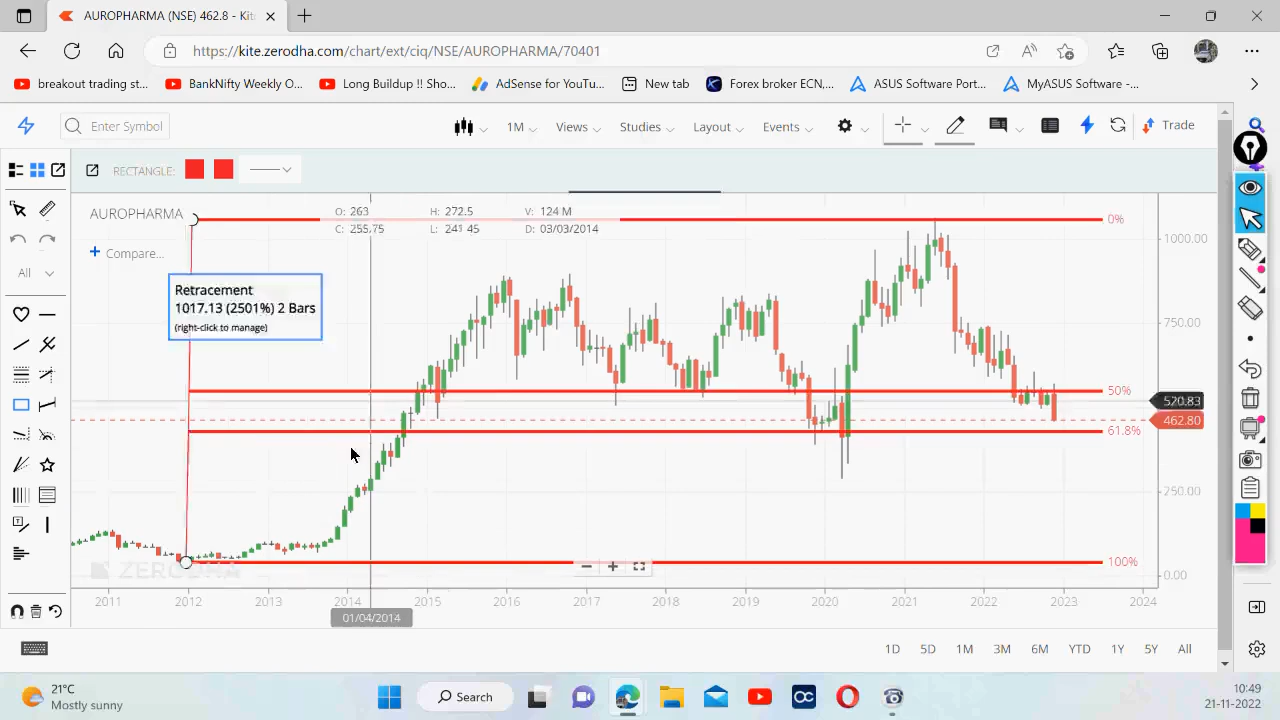 AUROPHARMA (NSE) 462.8 - Kit
https://kite.zerodha.com/chart/ext/ciq/NSE/AUROPHARMA/70401
breakout trading st...
BankNifty Weekly O...
Long Buildup !! Sho...
AdSense for YouTu...
New tab
Forex broker ECN,...
ASUS Software Port...
MyASUS Software -...
Enter Symbol
1M
Views
Studies
Layout
Events
Trade
RECTANGLE:
AUROPHARMA
O: 263
H: 272.5
V: 124 M
C: 255.75
L: 241.45
D: 03/03/2014
0%
1000.00
Compare...
All
Retracement
1017.13 (2501%) 2 Bars
(right-click to manage)
750.00
50%
520.83
462.80
61.8%
250.00
100%
0.00
ZERODHA
2011
2012
2013
2014
2015
2016
2017
2018
2019
2020
2021
2022
2023
2024
01/04/2014
1D
5D
1M
3M
6M
YTD
1Y
5Y
All
21°C
Mostly sunny
Search
10:49
21-11-2022